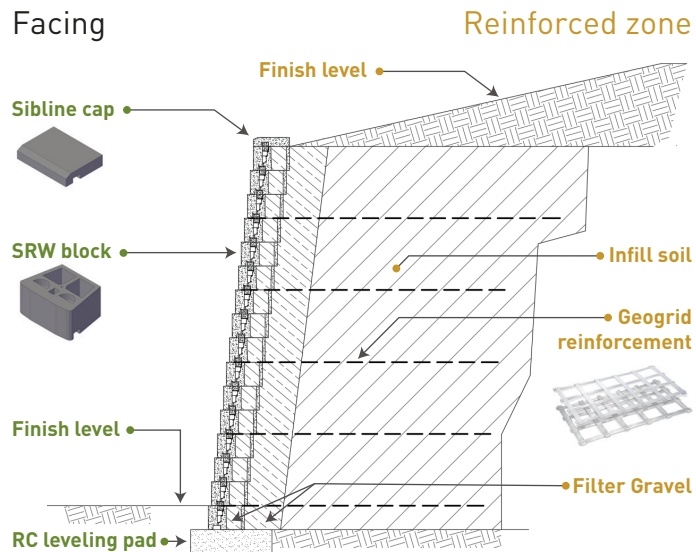 Facing
Reinforced zone
Finish level
Sibline cap
SRW block
Infill soil
Geogrid
reinforcement
Finish level
Filter Gravel
RC leveling pad